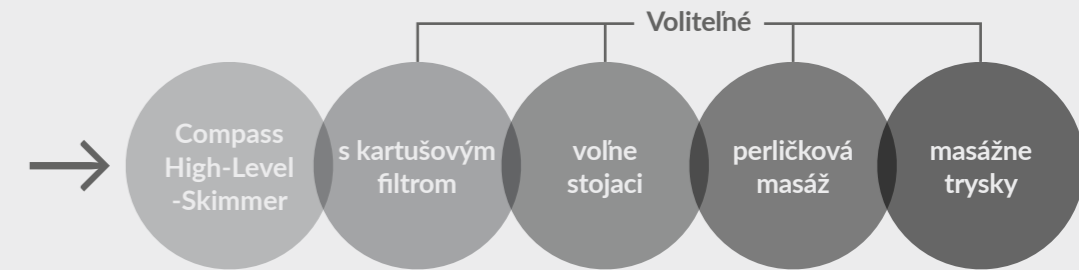 Voliteľné
Compass
High-Level
-Skimmer
s kartušovým
filtrom
voľne
stojaci
perličková
masáž
masážne
trysky